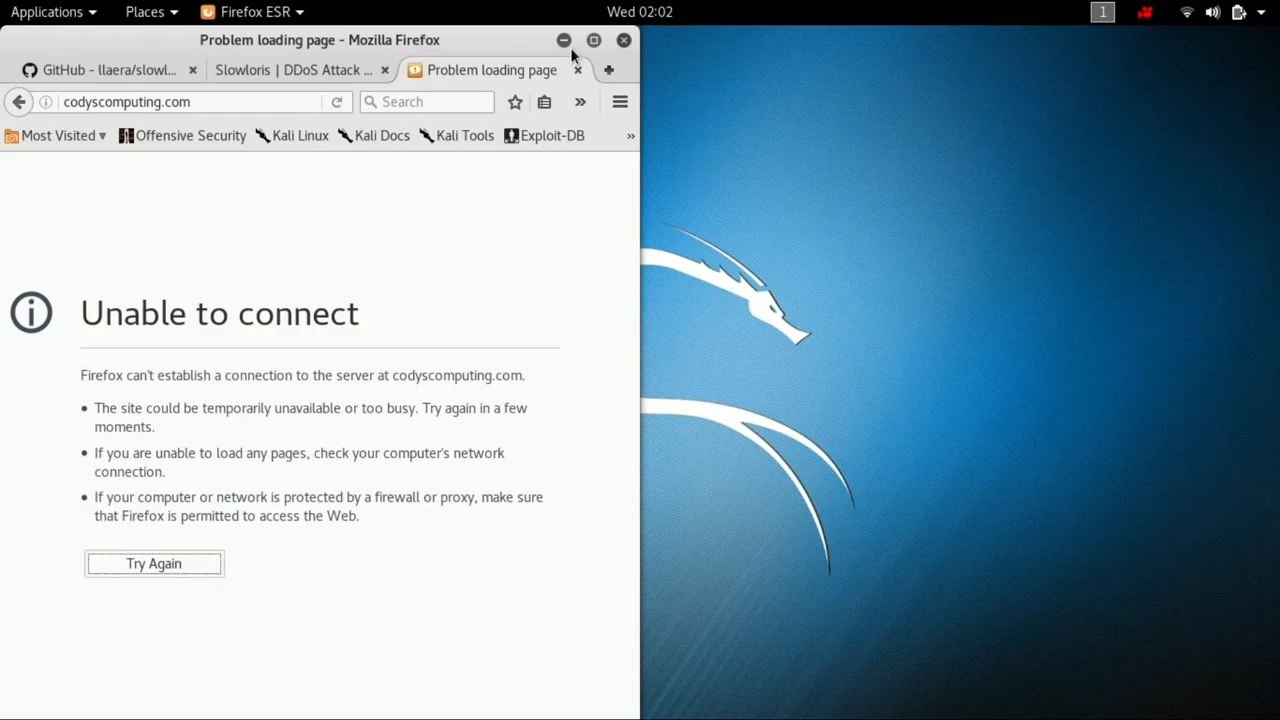 Applications Places Firefox ESR Wed 02:02 1
Problem loading page - Mozilla Firefox
GitHub - llaera/slowl... Slowloris | DDoS Attack ... Problem loading page
codyscomputing.com Search »
Most Visited Offensive Security Kali Linux Kali Docs Kali Tools Exploit-DB »
Unable to connect
Firefox can't establish a connection to the server at codyscomputing.com.
• The site could be temporarily unavailable or too busy. Try again in a few
moments.
• If you are unable to load any pages, check your computer's network
connection.
• If your computer or network is protected by a firewall or proxy, make sure
that Firefox is permitted to access the Web.
Try Again